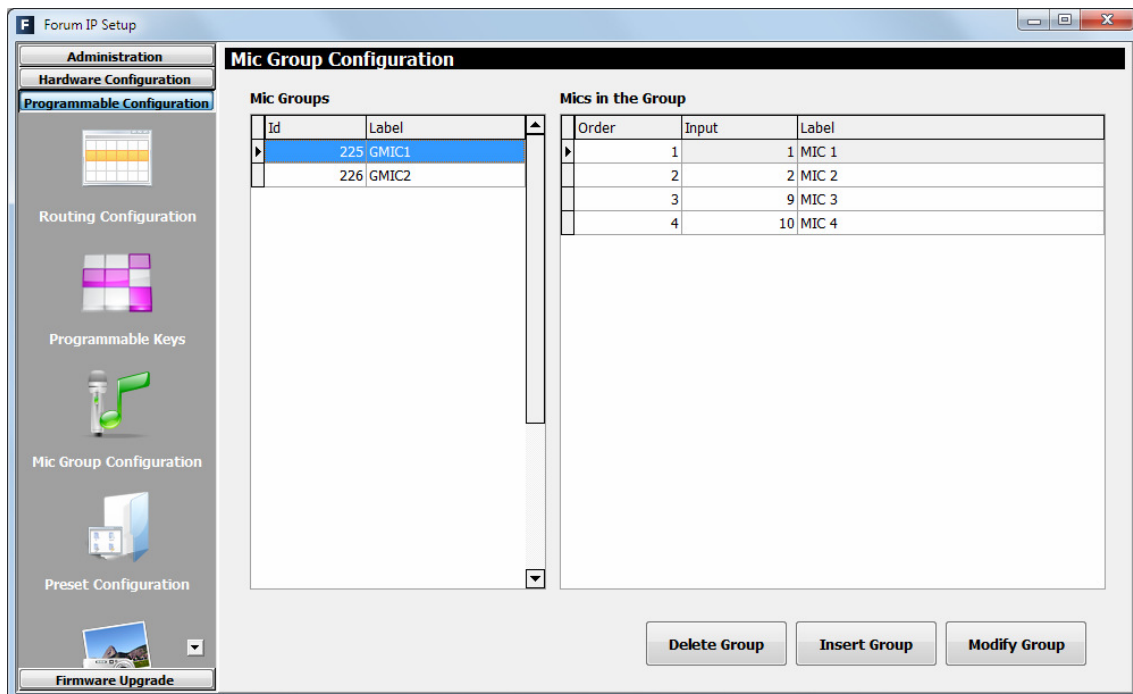 F Forum IP Setup
Administration
Hardware Configuration
Programmable Configuration
Routing Configuration
Programmable Keys
Mic Group Configuration
Preset Configuration
Firmware Upgrade
Mic Group Configuration
Mic Groups
Id Label
225 GMIC1
226 GMIC2
Mics in the Group
Order Input Label
1 1 MIC 1
2 2 MIC 2
3 9 MIC 3
4 10 MIC 4
Delete Group Insert Group Modify Group